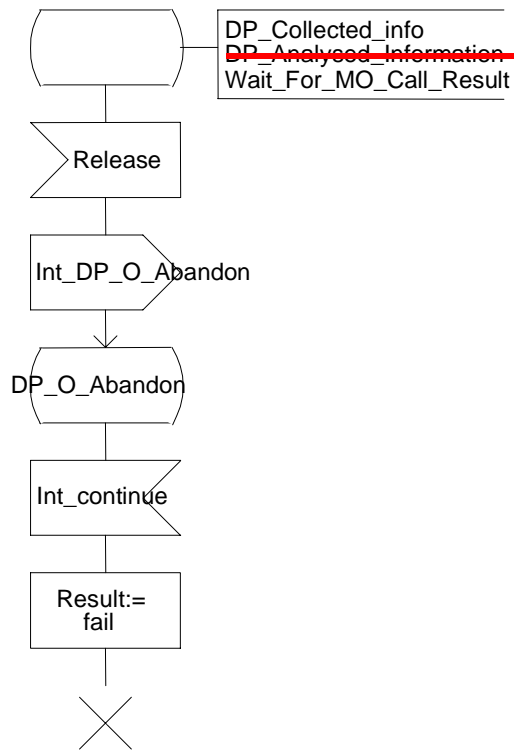 DP_Collected_info
DP_Analysed_Information
Wait_For_MO_Call_Result
Release
Int_DP_O_Abandon
DP_O_Abandon
Int_continue
Result:=
fail